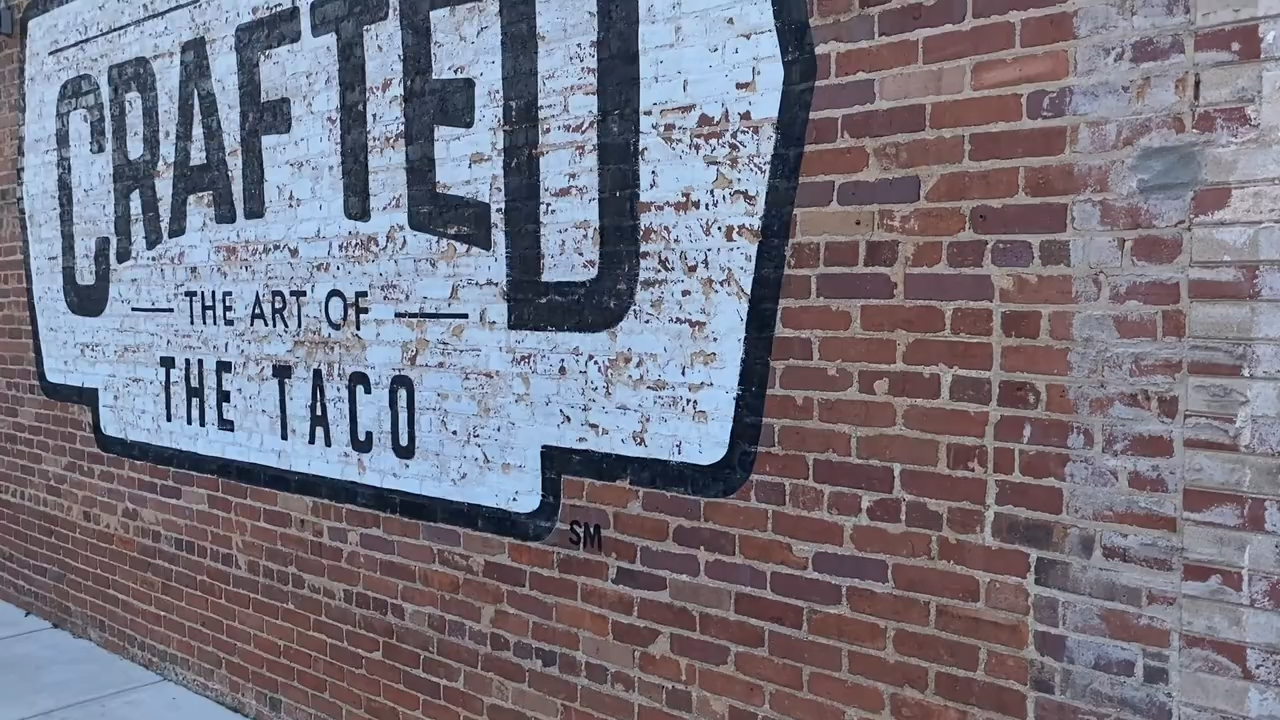 CRAFTED
THE ART OF
THE TACO
SM